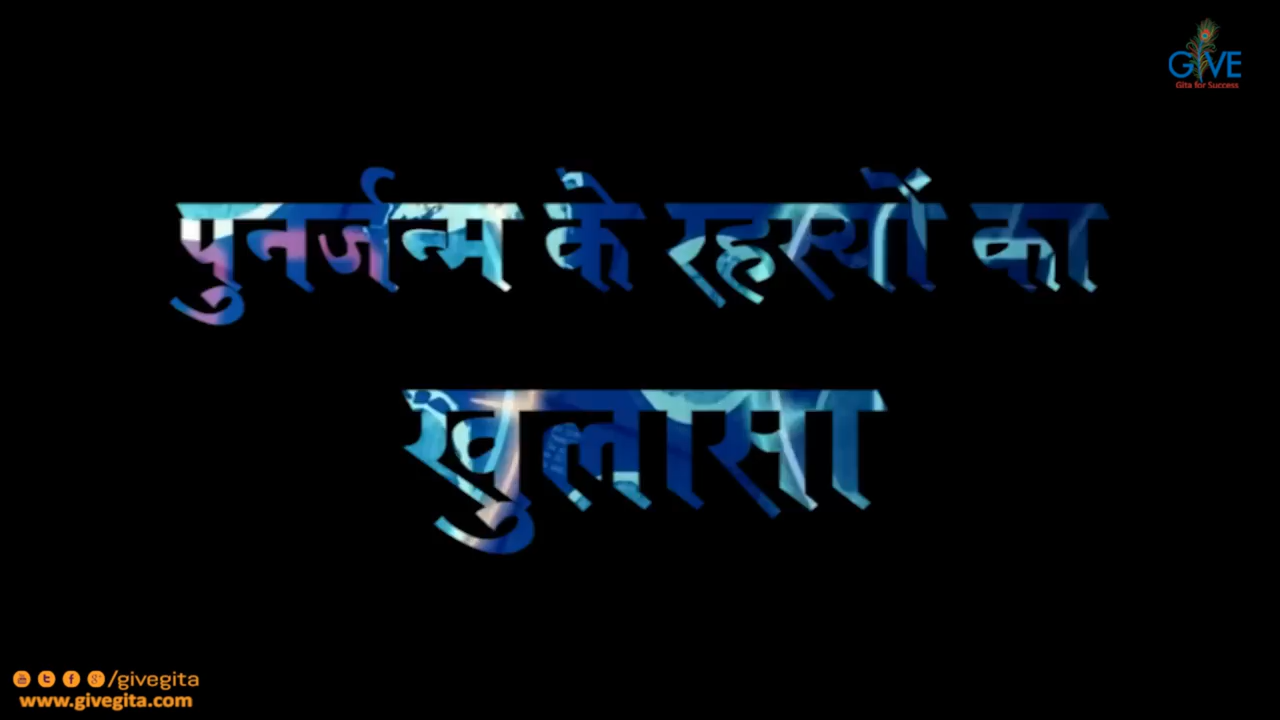 GIVE
Gita for Success
पुनर्जन्म के रहस्यों का
खुलासा
/givegita
www.givegita.com